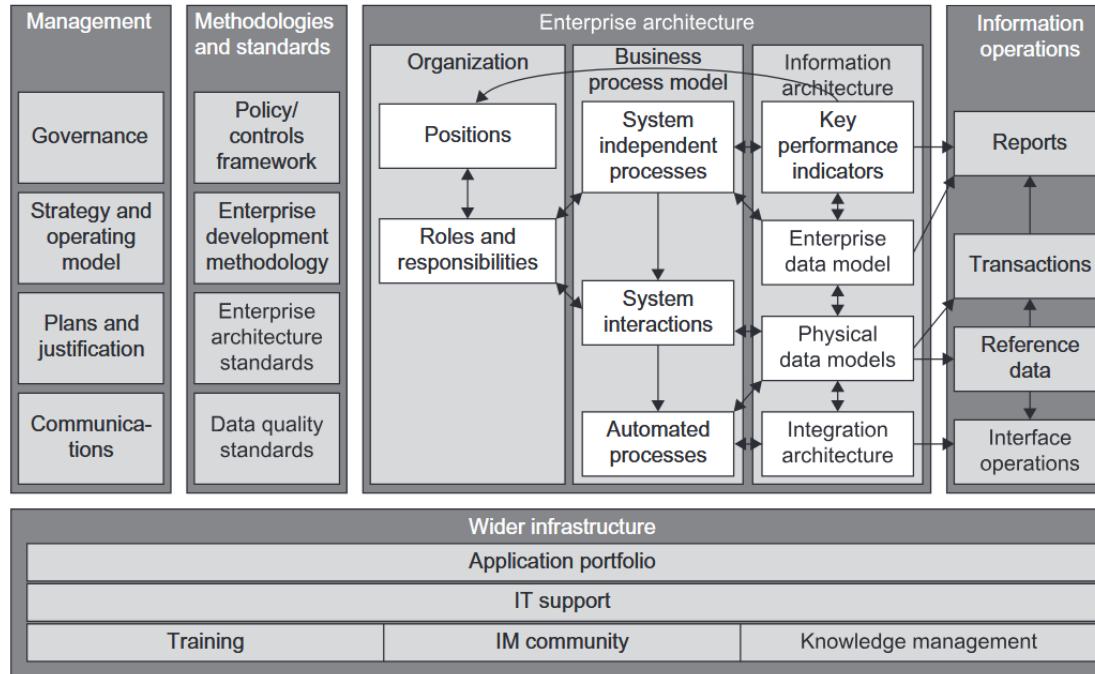 Management
Governance
Strategy and
operating
model
Plans and
justification
Communica-
tions
Methodologies
and standards
Policy/
controls
framework
Enterprise
development
methodology
Enterprise
architecture
standards
Data quality
standards
Enterprise architecture
Organization
Positions
Roles and
responsibilities
Business
process model
System
independent
processes
System
interactions
Automated
processes
Information
architecture
Key
performance
indicators
Enterprise
data model
Physical
data models
Integration
architecture
Information
operations
Reports
Transactions
Reference
data
Interface
operations
Wider infrastructure
Application portfolio
IT support
Training
IM community
Knowledge management